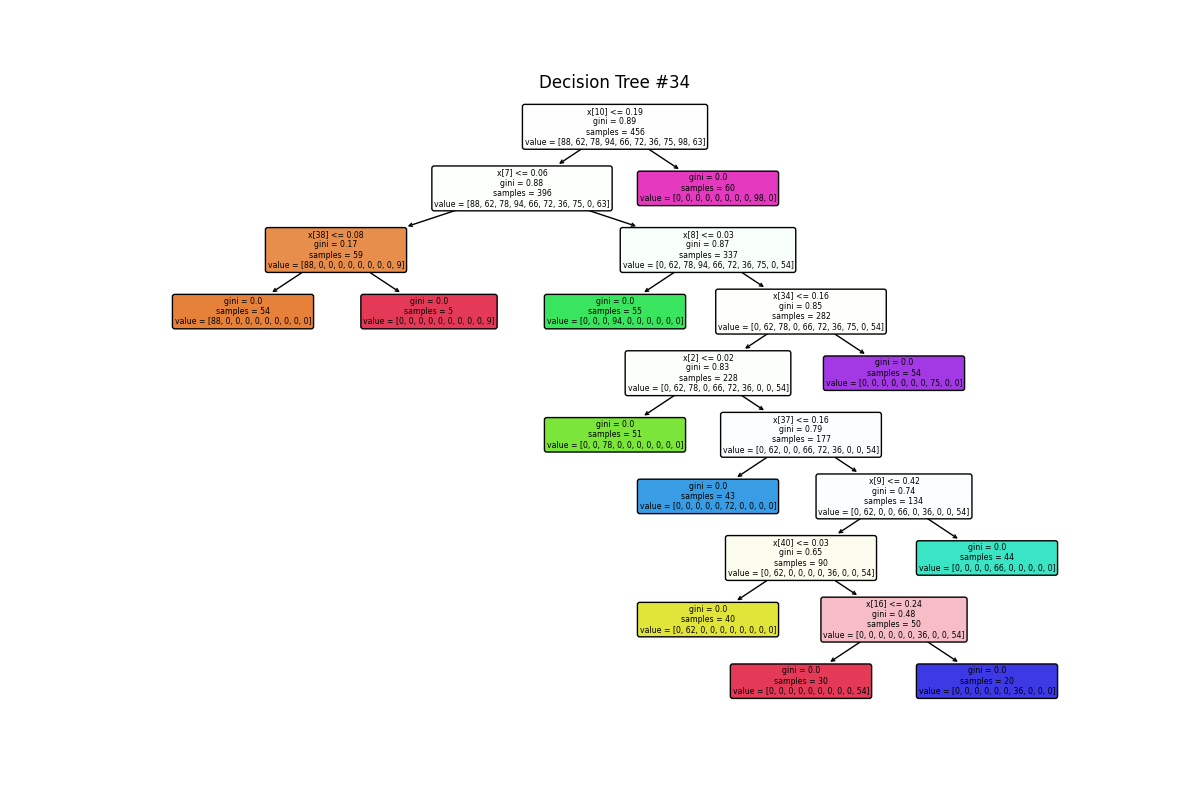 Decision Tree #34
x[10] <= 0.19
gini = 0.89
samples = 456
value = [88, 62, 78, 94, 66, 72, 36, 75, 98, 63]
x[7] <= 0.06
gini = 0.88
samples = 396
value = [88, 62, 78, 94, 66, 72, 36, 75, 0, 63]
gini = 0.0
samples = 60
value = [0, 0, 0, 0, 0, 0, 0, 0, 98, 0]
x[38] <= 0.08
gini = 0.17
samples = 59
value = [88, 0, 0, 0, 0, 0, 0, 0, 0, 9]
x[8] <= 0.03
gini = 0.87
samples = 337
value = [0, 62, 78, 94, 66, 72, 36, 75, 0, 54]
gini = 0.0
samples = 54
value = [88, 0, 0, 0, 0, 0, 0, 0, 0, 0]
gini = 0.0
samples = 5
value = [0, 0, 0, 0, 0, 0, 0, 0, 0, 9]
gini = 0.0
samples = 55
value = [0, 0, 0, 94, 0, 0, 0, 0, 0, 0]
x[34] <= 0.16
gini = 0.85
samples = 282
value = [0, 62, 78, 0, 66, 72, 36, 75, 0, 54]
x[2] <= 0.02
gini = 0.83
samples = 228
value = [0, 62, 78, 0, 66, 72, 36, 0, 0, 54]
gini = 0.0
samples = 54
value = [0, 0, 0, 0, 0, 0, 0, 75, 0, 0]
gini = 0.0
samples = 51
value = [0, 0, 78, 0, 0, 0, 0, 0, 0, 0]
x[37] <= 0.16
gini = 0.79
samples = 177
value = [0, 62, 0, 0, 66, 72, 36, 0, 0, 54]
gini = 0.0
samples = 43
value = [0, 0, 0, 0, 0, 72, 0, 0, 0, 0]
x[9] <= 0.42
gini = 0.74
samples = 134
value = [0, 62, 0, 0, 66, 0, 36, 0, 0, 54]
x[40] <= 0.03
gini = 0.65
samples = 90
value = [0, 62, 0, 0, 0, 0, 36, 0, 0, 54]
gini = 0.0
samples = 44
value = [0, 0, 0, 0, 66, 0, 0, 0, 0, 0]
gini = 0.0
samples = 40
value = [0, 62, 0, 0, 0, 0, 0, 0, 0, 0]
x[16] <= 0.24
gini = 0.48
samples = 50
value = [0, 0, 0, 0, 0, 0, 36, 0, 0, 54]
gini = 0.0
samples = 30
value = [0, 0, 0, 0, 0, 0, 0, 0, 0, 54]
gini = 0.0
samples = 20
value = [0, 0, 0, 0, 0, 0, 36, 0, 0, 0]